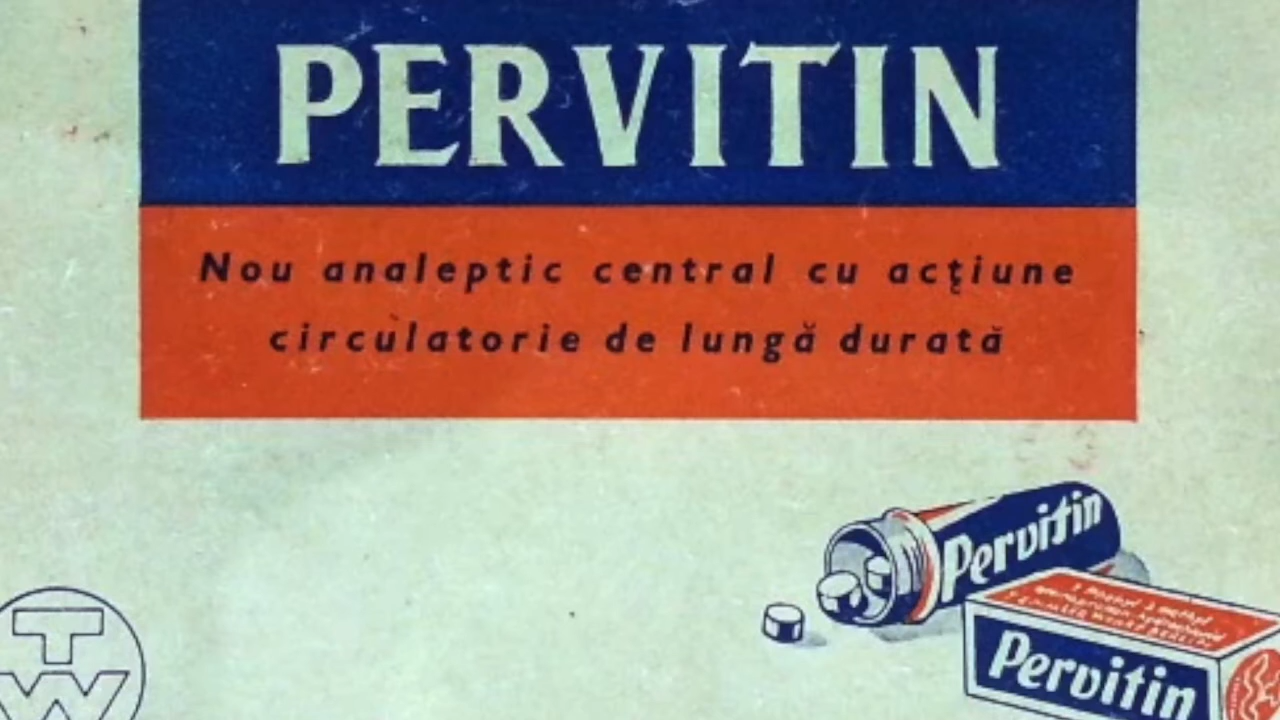 PERVITIN
Nou analeptic central cu acţiune
circulatorie de lungă durată
Pervitin
Pervitin
T
W